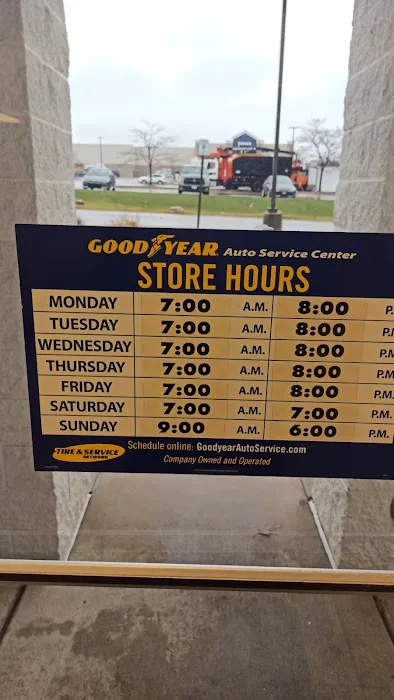 GOODYEAR Auto Service Center
STORE HOURS
MONDAY 7:00 A.M. 8:00 P.
TUESDAY 7:00 A.M. 8:00 P.M
WEDNESDAY 7:00 A.M. 8:00 P.M
THURSDAY 7:00 A.M. 8:00 P.M
FRIDAY 7:00 A.M. 8:00 P.M.
SATURDAY 7:00 A.M. 7:00 P.M.
SUNDAY 9:00 A.M. 6:00 P.M.
TIRE & SERVICE NETWORK
Schedule online: GoodyearAutoService.com
Company Owned and Operated